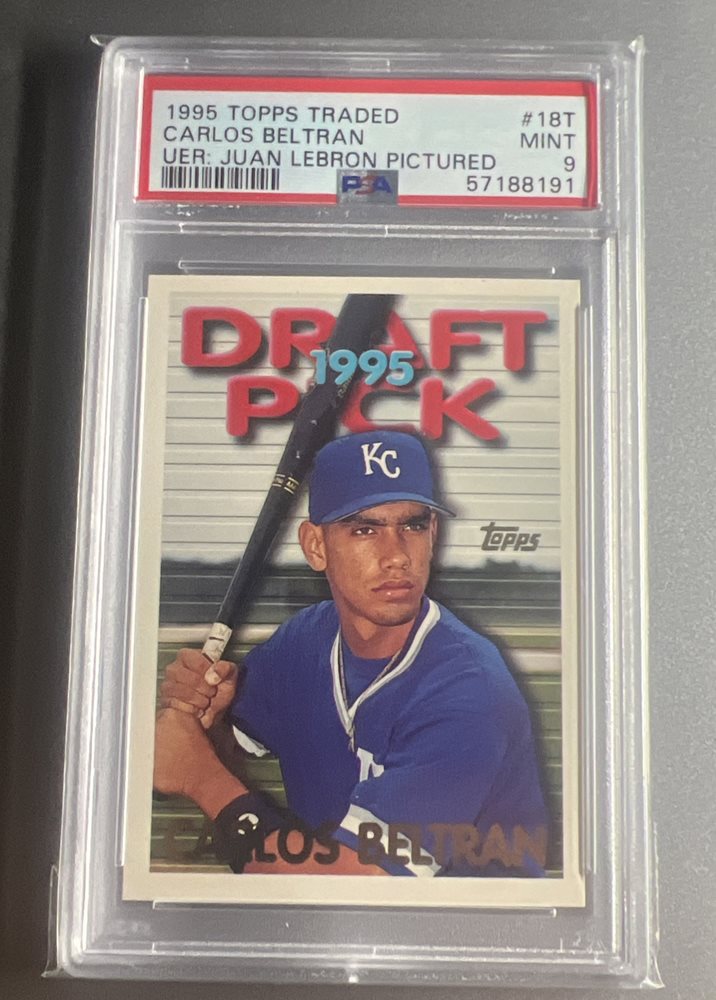 1995 TOPPS TRADED #18T
CARLOS BELTRAN MINT
UER: JUAN LEBRON PICTURED 9
PSA 57188191
DRAFT
1995
PICK
KC
Topps
CARLOS BELTRAN